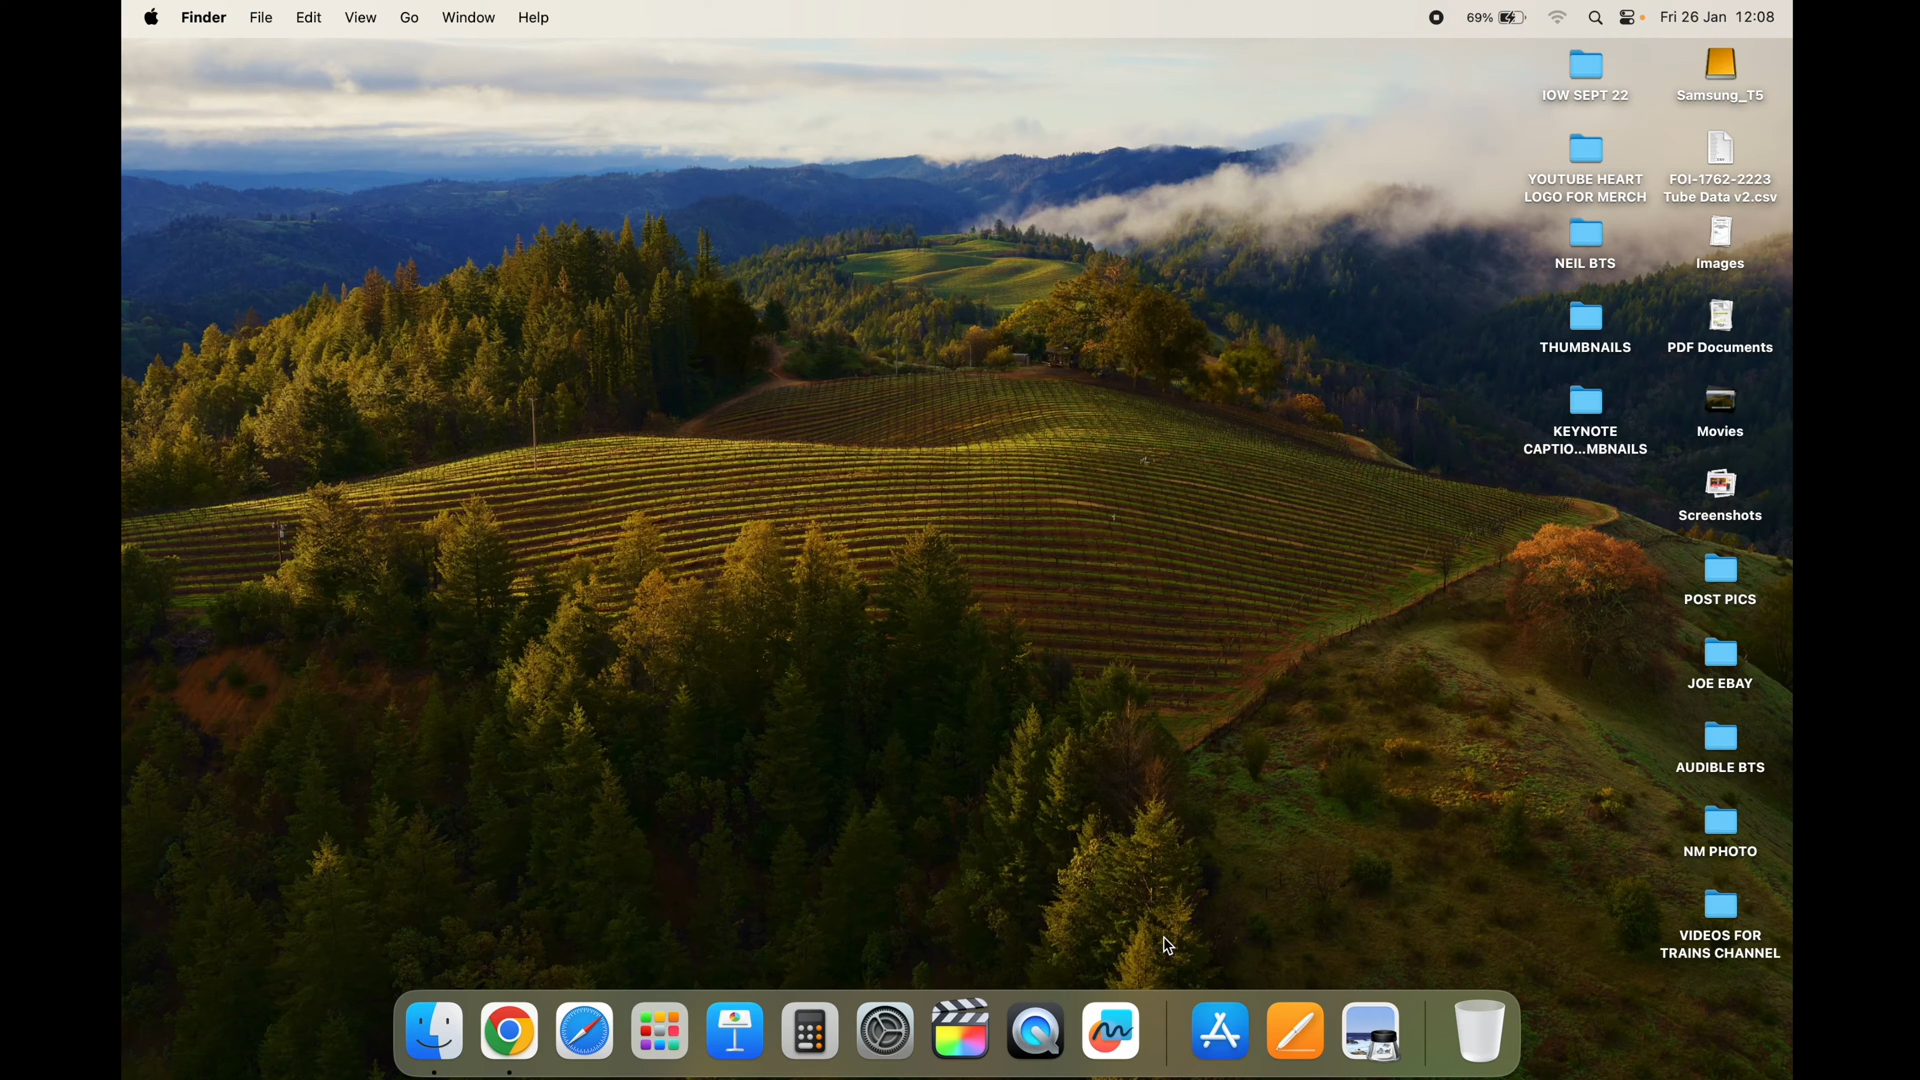 Finder File Edit View Go Window Help 69% Fri 26 Jan 12:08
IOW SEPT 22
Samsung_T5
YOUTUBE HEART
LOGO FOR MERCH
FOI-1762-2223
Tube Data v2.csv
NEIL BTS
Images
THUMBNAILS
PDF Documents
KEYNOTE
CAPTIO...MBNAILS
Movies
Screenshots
POST PICS
JOE EBAY
AUDIBLE BTS
NM PHOTO
VIDEOS FOR
TRAINS CHANNEL